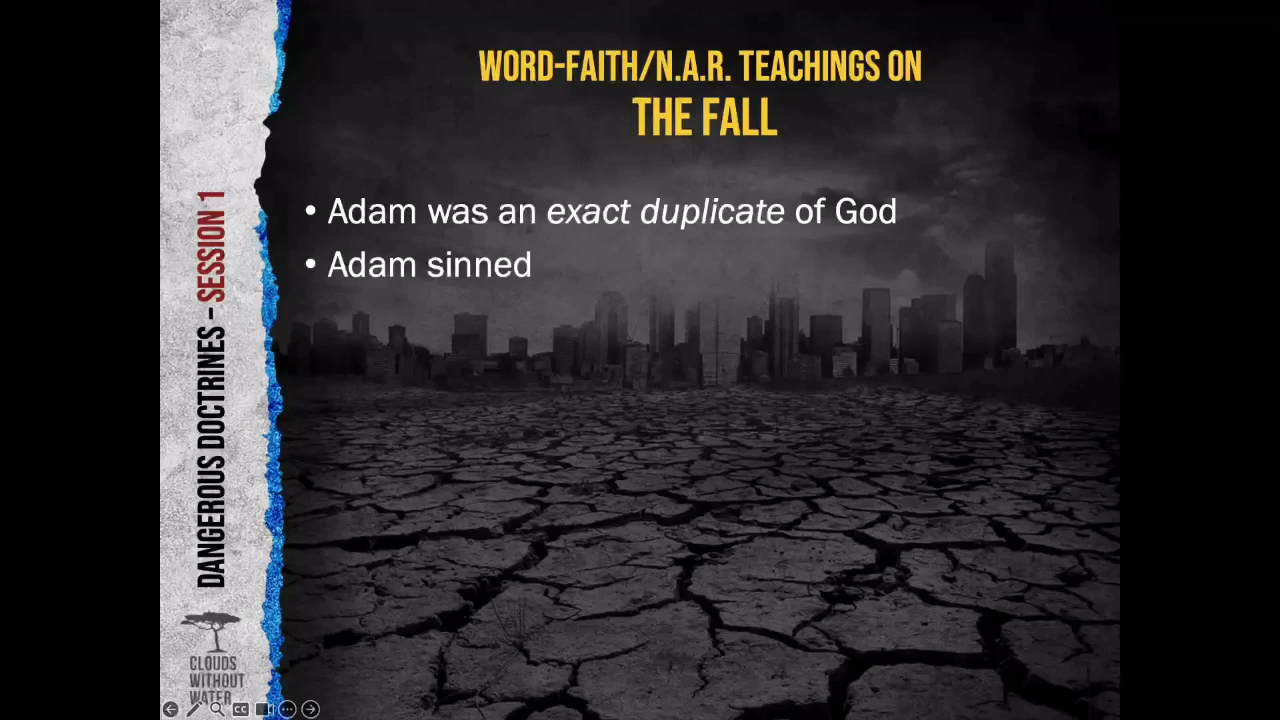 WORD-FAITH/N.A.R. TEACHINGS ON
THE FALL
• Adam was an exact duplicate of God
• Adam sinned
DANGEROUS DOCTRINES – SESSION 1
CLOUDS
WITHOUT
WATER
CC